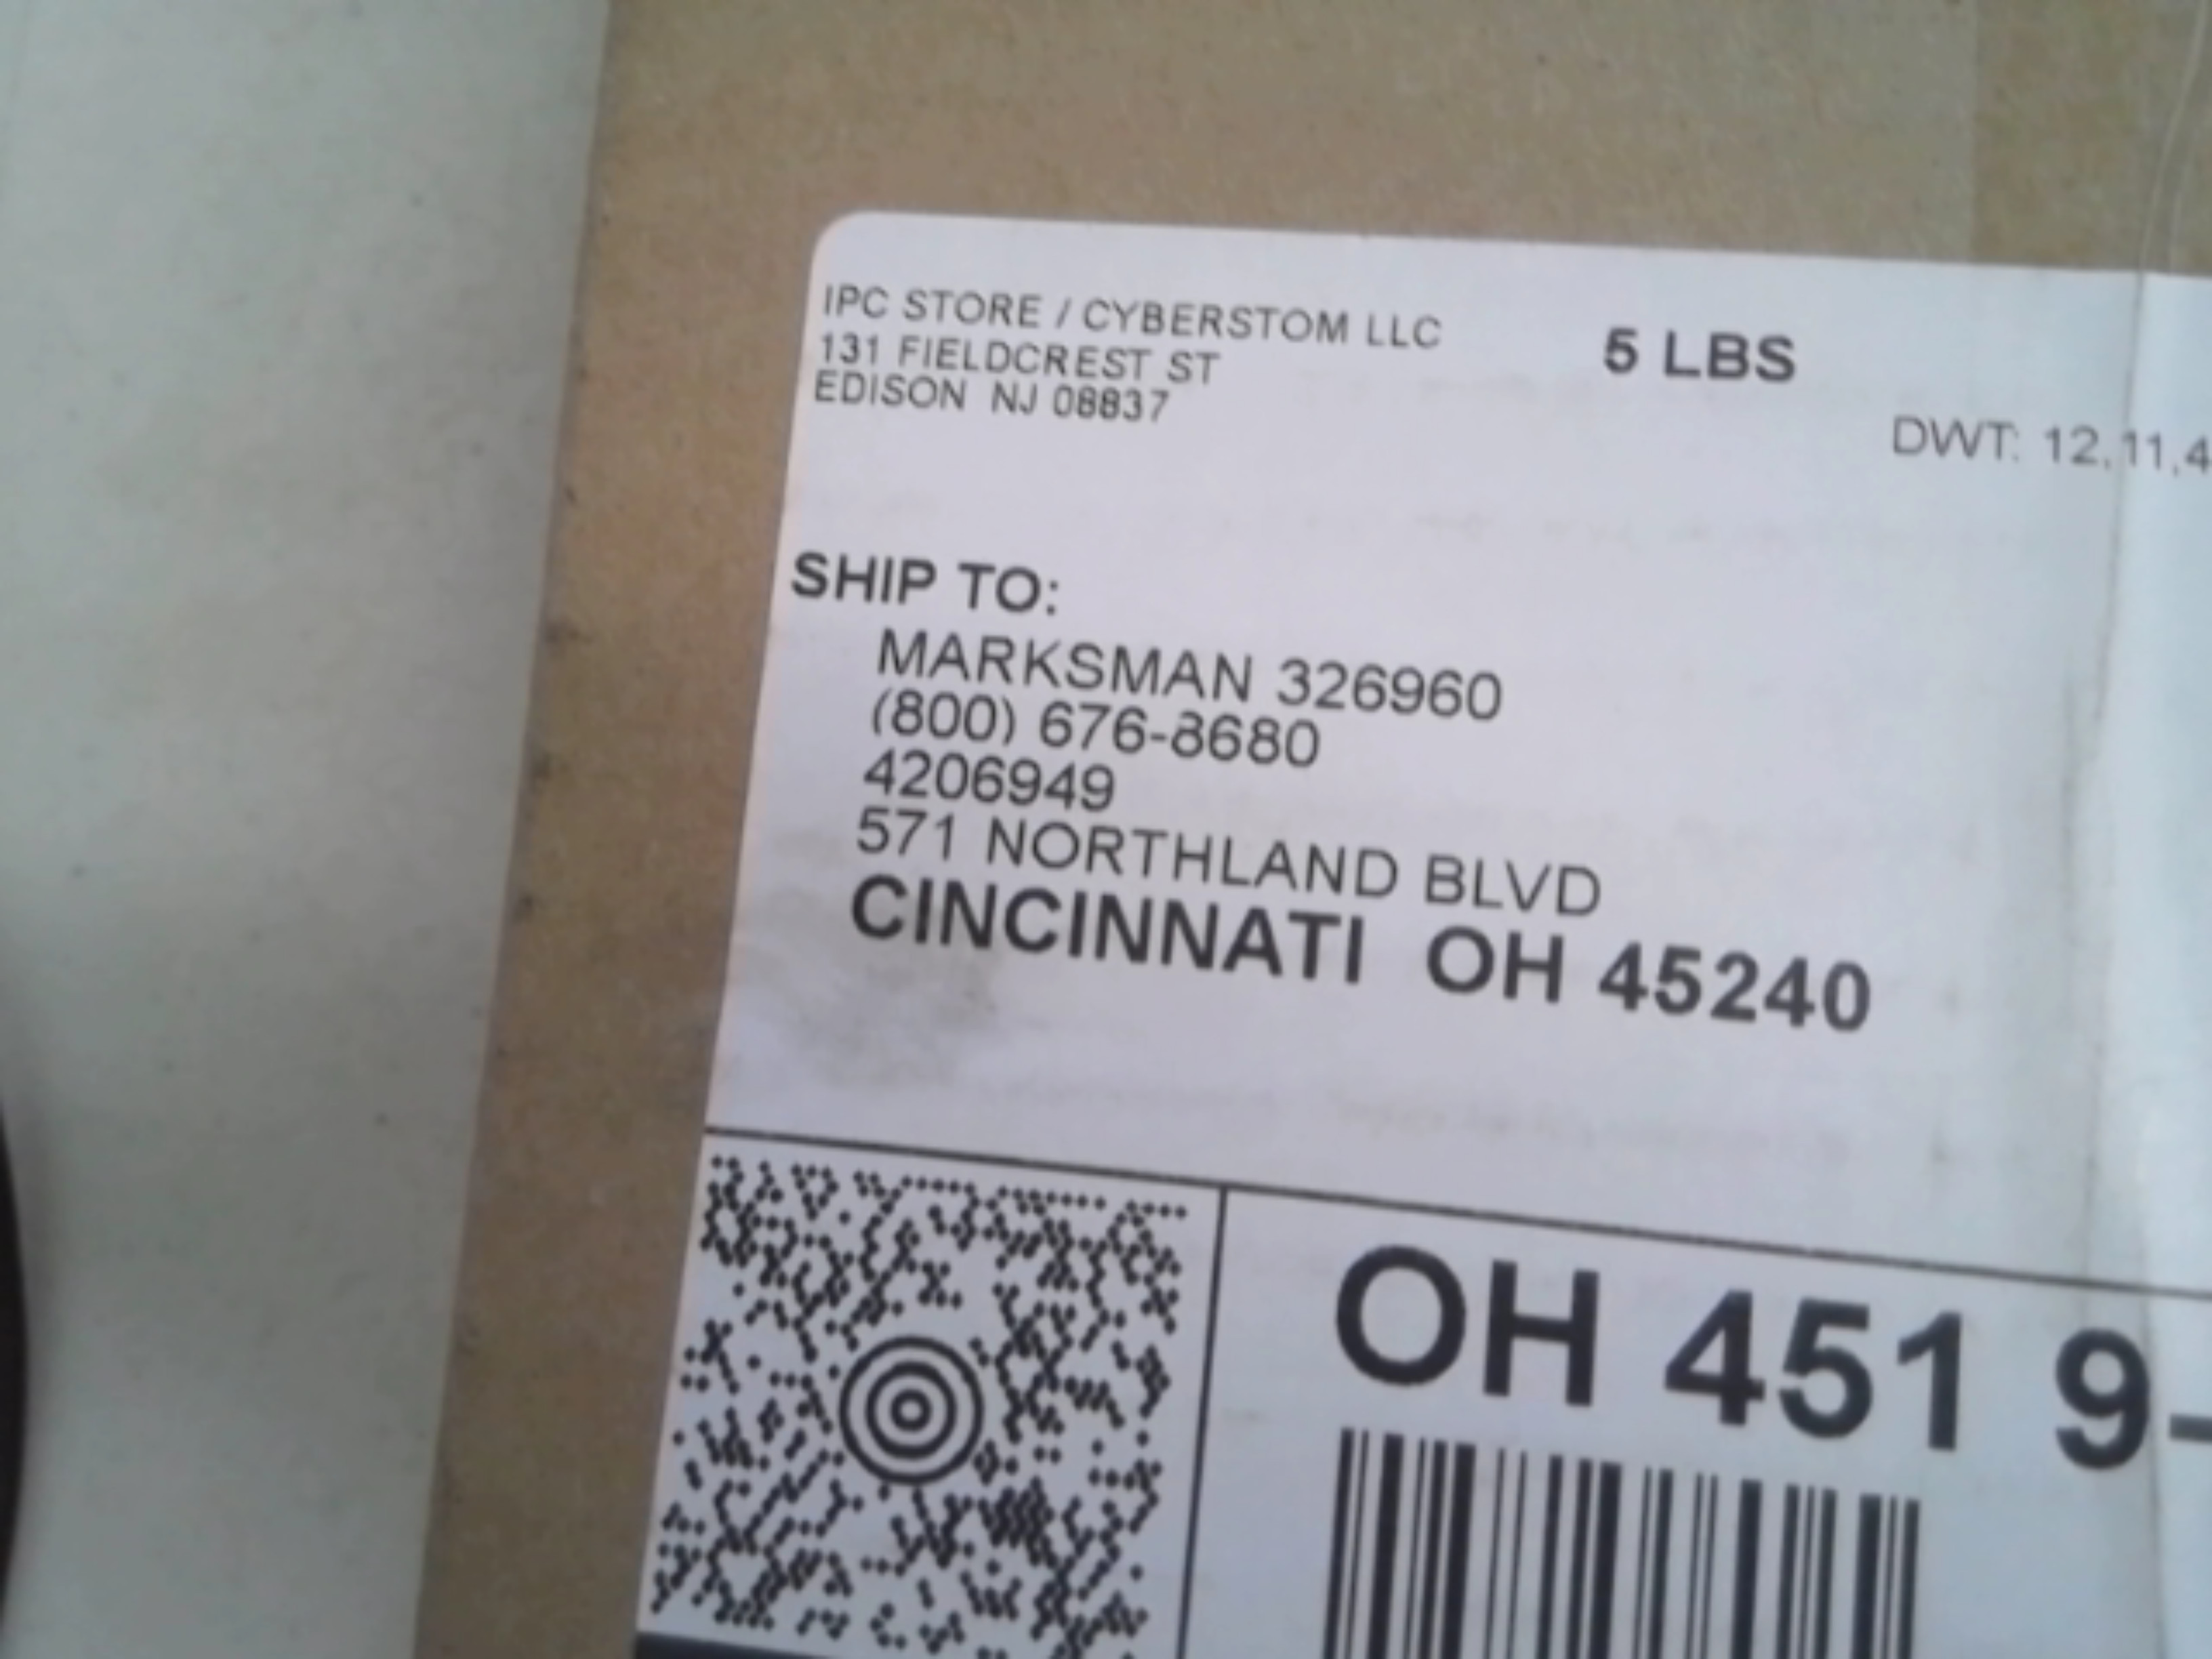 IPC STORE / CYBERSTOM LLC
131 FIELDCREST ST
EDISON NJ 08837
5 LBS
DWT: 12,11,4
SHIP TO:
MARKSMAN 326960
(800) 676-8680
4206949
571 NORTHLAND BLVD
CINCINNATI OH 45240
OH 451 9-